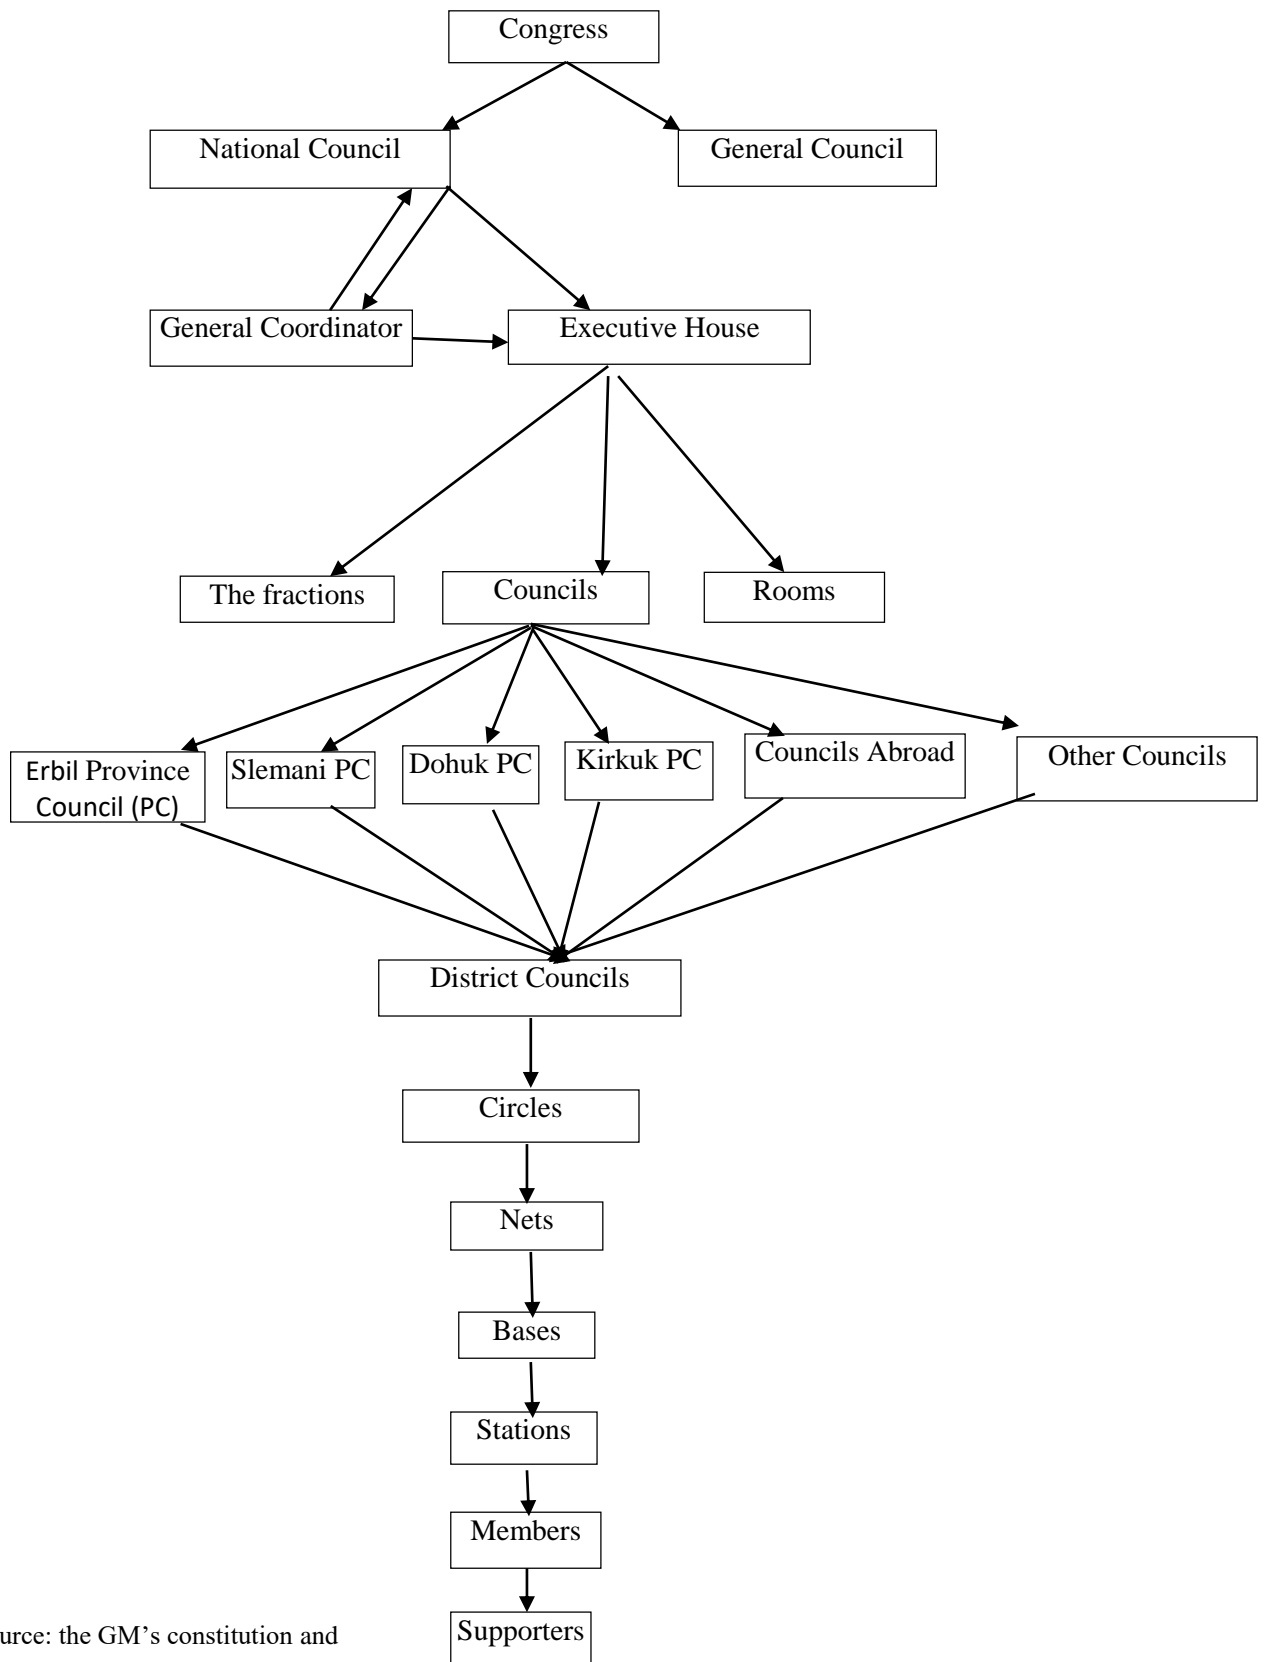 Congress
National Council
General Council
General Coordinator
Executive House
The fractions
Councils
Rooms
Erbil Province
Council (PC)
Slemani PC
Dohuk PC
Kirkuk PC
Councils Abroad
Other Councils
District Councils
Circles
Nets
Bases
Stations
Members
Supporters
urce: the GM’s constitution and